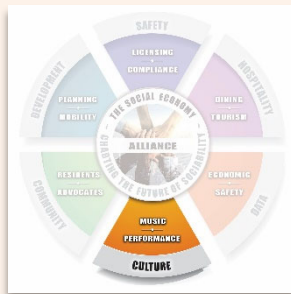 SAFETY
LICENSING
COMPLIANCE
DEVELOPMENT
PLANNING
MOBILITY
HOSPITALITY
DINING
TOURISM
THE SOCIAL ECONOMY
ALLIANCE
CHARTING THE FUTURE OF SOCIABILITY
COMMUNITY
RESIDENTS
ADVOCATES
ECONOMIC
SAFETY
DATA
MUSIC
PERFORMANCE
CULTURE